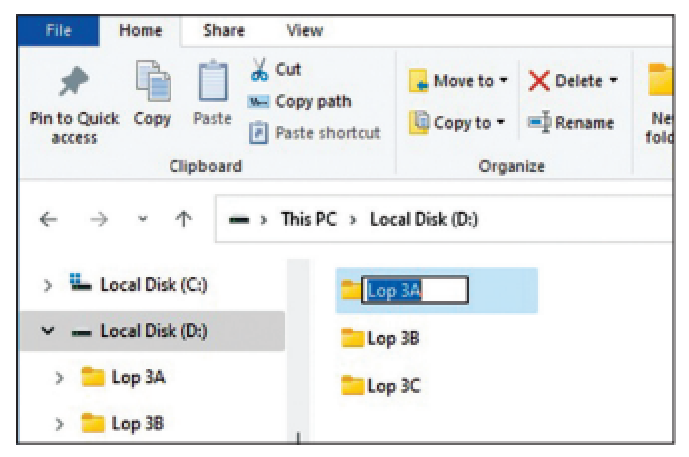 File Home Share View
Pin to Quick access
Copy
Paste
Cut
Copy path
Paste shortcut
Clipboard
Move to
Copy to
Delete
Rename
Organize
This PC > Local Disk (D:)
> Local Disk (C:)
Local Disk (D:)
> Lop 3A
> Lop 3B
Lop 3A
Lop 3B
Lop 3C